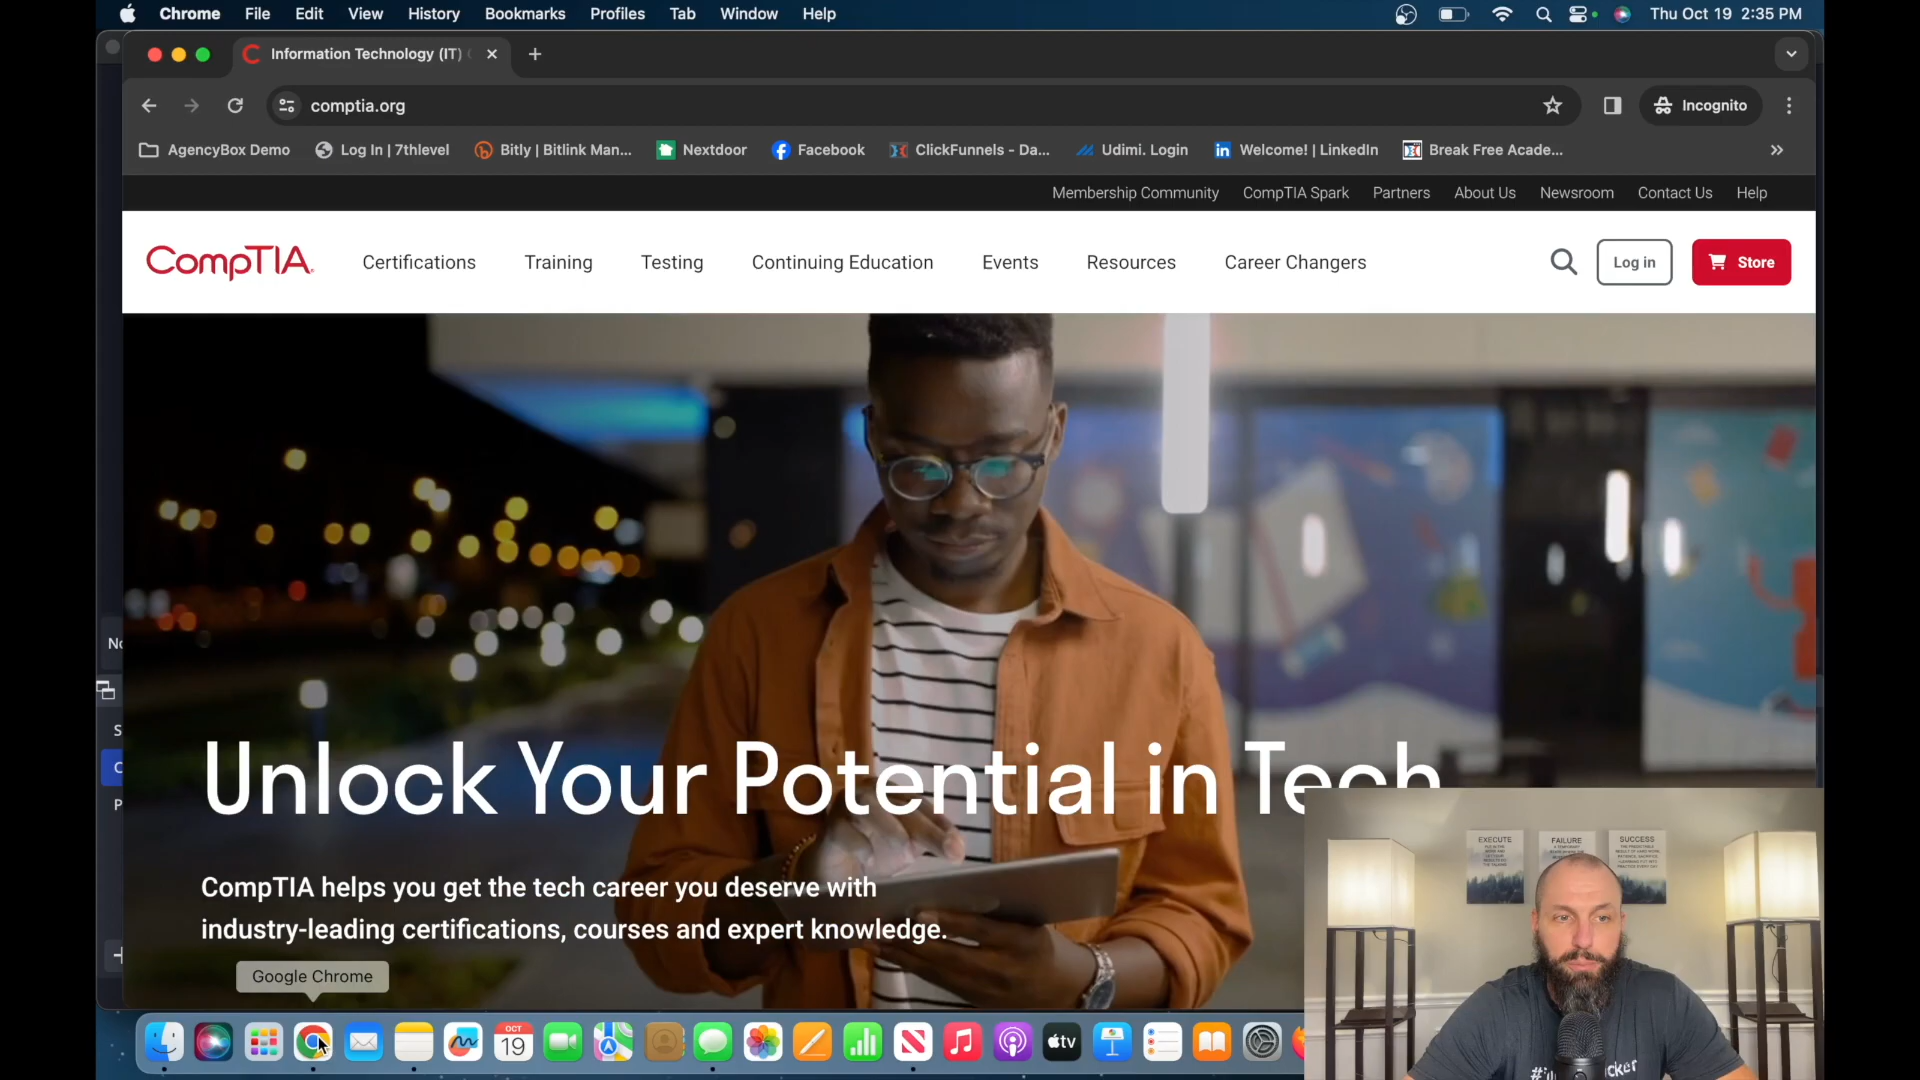 Chrome File Edit View History Bookmarks Profiles Tab Window Help Thu Oct 19 2:35 PM
Information Technology (IT)
comptia.org Incognito
AgencyBox Demo Log In | 7thlevel Bitly | Bitlink Man... Nextdoor Facebook ClickFunnels - Da... Udimi. Login Welcome! | LinkedIn Break Free Acade...
Membership Community CompTIA Spark Partners About Us Newsroom Contact Us Help
CompTIA. Certifications Training Testing Continuing Education Events Resources Career Changers Log in Store
No
S
C
P
Unlock Your Potential in Tech
CompTIA helps you get the tech career you deserve with
industry-leading certifications, courses and expert knowledge.
Google Chrome
EXECUTE FAILURE SUCCESS
OCT
19
tv